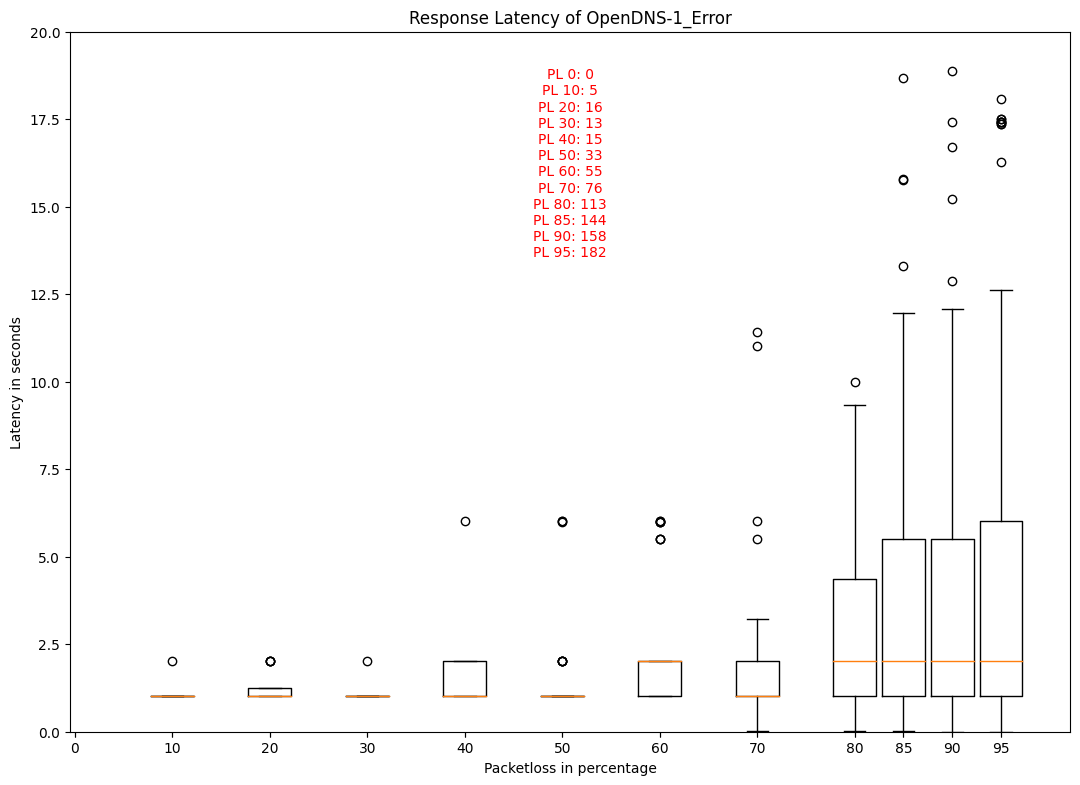 Response Latency of OpenDNS-1_Error
20.0
17.5
15.0
12.5
10.0
7.5
5.0
2.5
0.0
Latency in seconds
PL 0: 0
PL 10: 5
PL 20: 16
PL 30: 13
PL 40: 15
PL 50: 33
PL 60: 55
PL 70: 76
PL 80: 113
PL 85: 144
PL 90: 158
PL 95: 182
0 10 20 30 40 50 60 70 80 85 90 95
Packetloss in percentage